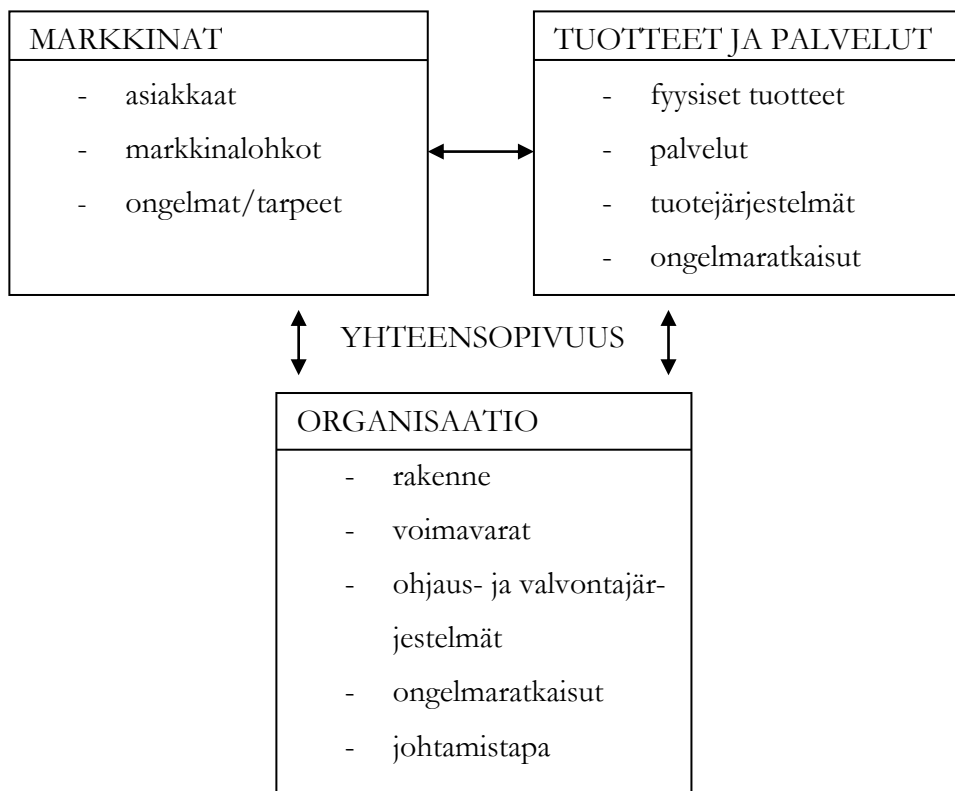 MARKKINAT
- asiakkaat
- markkinalohkot
- ongelmat/tarpeet
TUOTTEET JA PALVELUT
- fyysiset tuotteet
- palvelut
- tuotejärjestelmät
- ongelmaratkaisut
YHTEENSOPIVUUS
ORGANISAATIO
- rakenne
- voimavarat
- ohjaus- ja valvontajär-
jestelmät
- ongelmaratkaisut
- johtamistapa